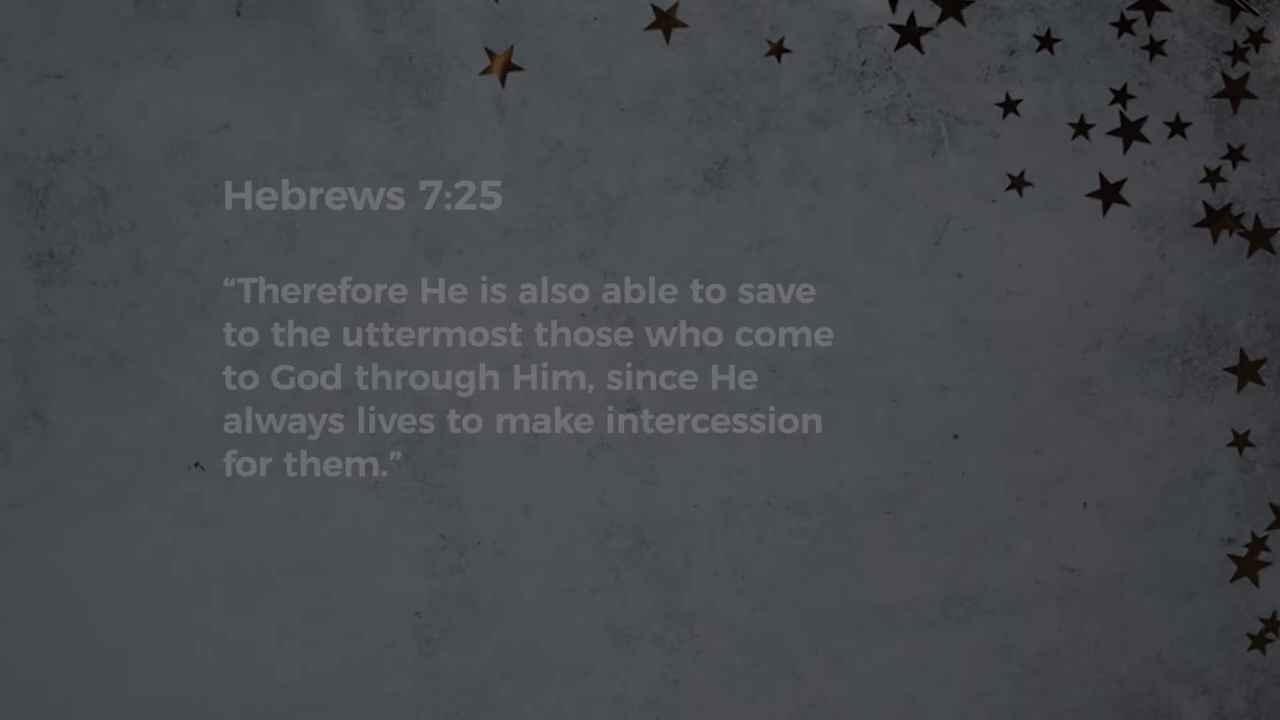 Hebrews 7:25
“Therefore He is also able to save
to the uttermost those who come
to God through Him, since He
always lives to make intercession
for them.”